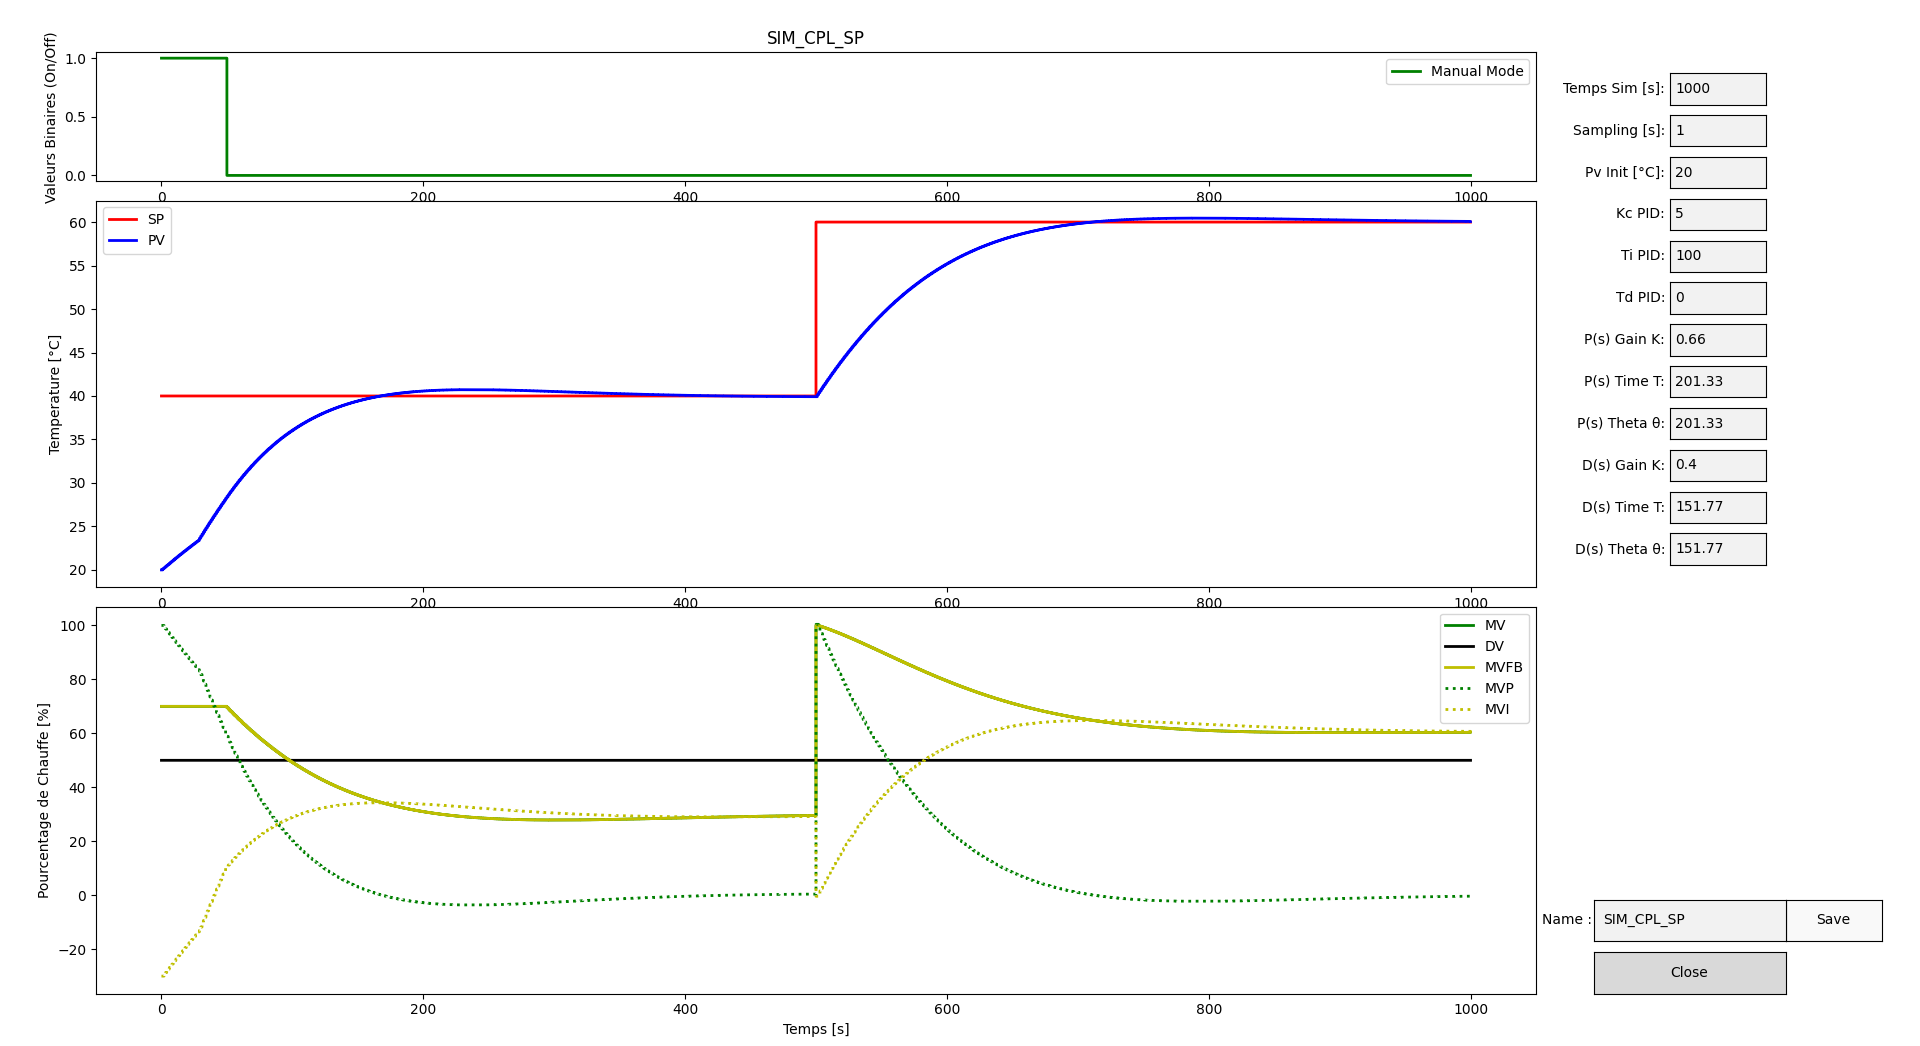 SIM_CPL_SP
Valeurs Binaires (On/Off)
1.0
0.5
0.0
Manual Mode
0 200 400 600 800 1000
Temperature [°C]
60
55
50
45
40
35
30
25
20
SP
PV
0 200 400 600 800 1000
Pourcentage de Chauffe [%]
100
80
60
40
20
0
−20
MV
DV
MVFB
MVP
MVI
0 200 400 600 800 1000
Temps [s]
Temps Sim [s]: 1000
Sampling [s]: 1
Pv Init [°C]: 20
Kc PID: 5
Ti PID: 100
Td PID: 0
P(s) Gain K: 0.66
P(s) Time T: 201.33
P(s) Theta θ: 201.33
D(s) Gain K: 0.4
D(s) Time T: 151.77
D(s) Theta θ: 151.77
Name : SIM_CPL_SP Save
Close